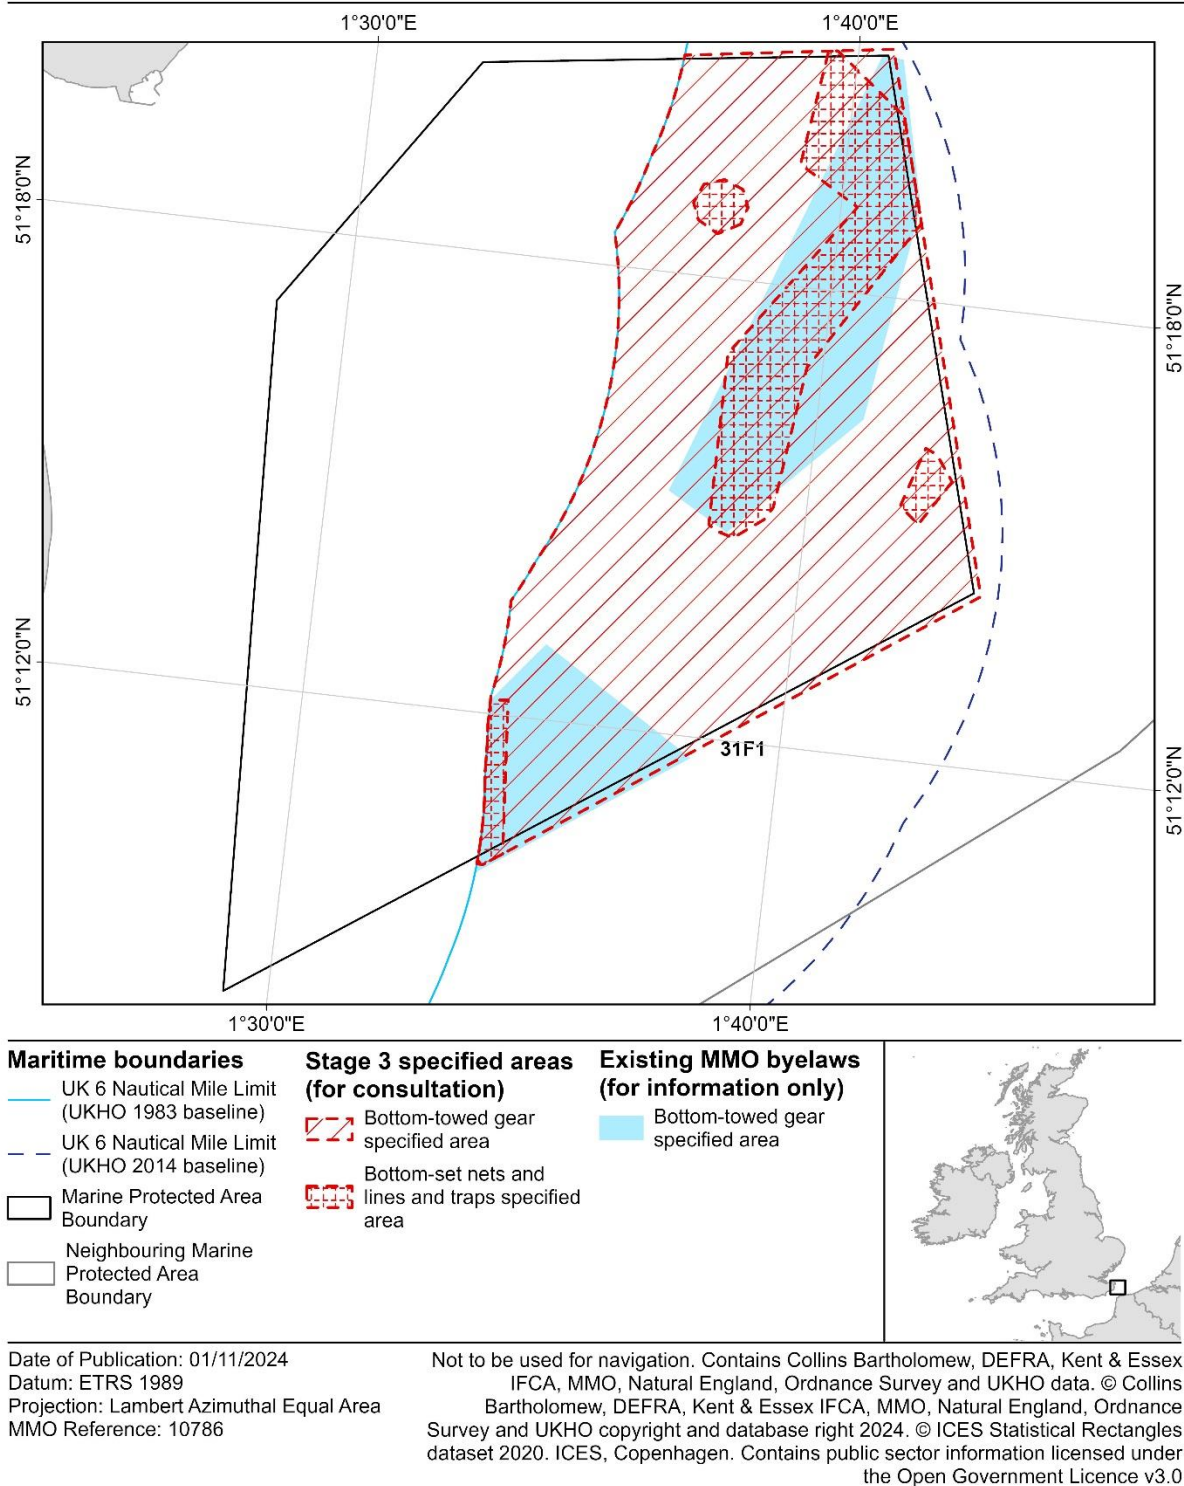 1°30'0"E
1°40'0"E
51°18'0"N
51°18'0"N
51°12'0"N
51°12'0"N
31F1
1°30'0"E
1°40'0"E
Maritime boundaries
UK 6 Nautical Mile Limit
(UKHO 1983 baseline)
UK 6 Nautical Mile Limit
(UKHO 2014 baseline)
Marine Protected Area
Boundary
Neighbouring Marine
Protected Area
Boundary
Stage 3 specified areas
(for consultation)
Bottom-towed gear
specified area
Bottom-set nets and
lines and traps specified
area
Existing MMO byelaws
(for information only)
Bottom-towed gear
specified area
Date of Publication: 01/11/2024
Datum: ETRS 1989
Projection: Lambert Azimuthal Equal Area
MMO Reference: 10786
Not to be used for navigation. Contains Collins Bartholomew, DEFRA, Kent & Essex
IFCA, MMO, Natural England, Ordnance Survey and UKHO data. © Collins
Bartholomew, DEFRA, Kent & Essex IFCA, MMO, Natural England, Ordnance
Survey and UKHO copyright and database right 2024. © ICES Statistical Rectangles
dataset 2020. ICES, Copenhagen. Contains public sector information licensed under
the Open Government Licence v3.0